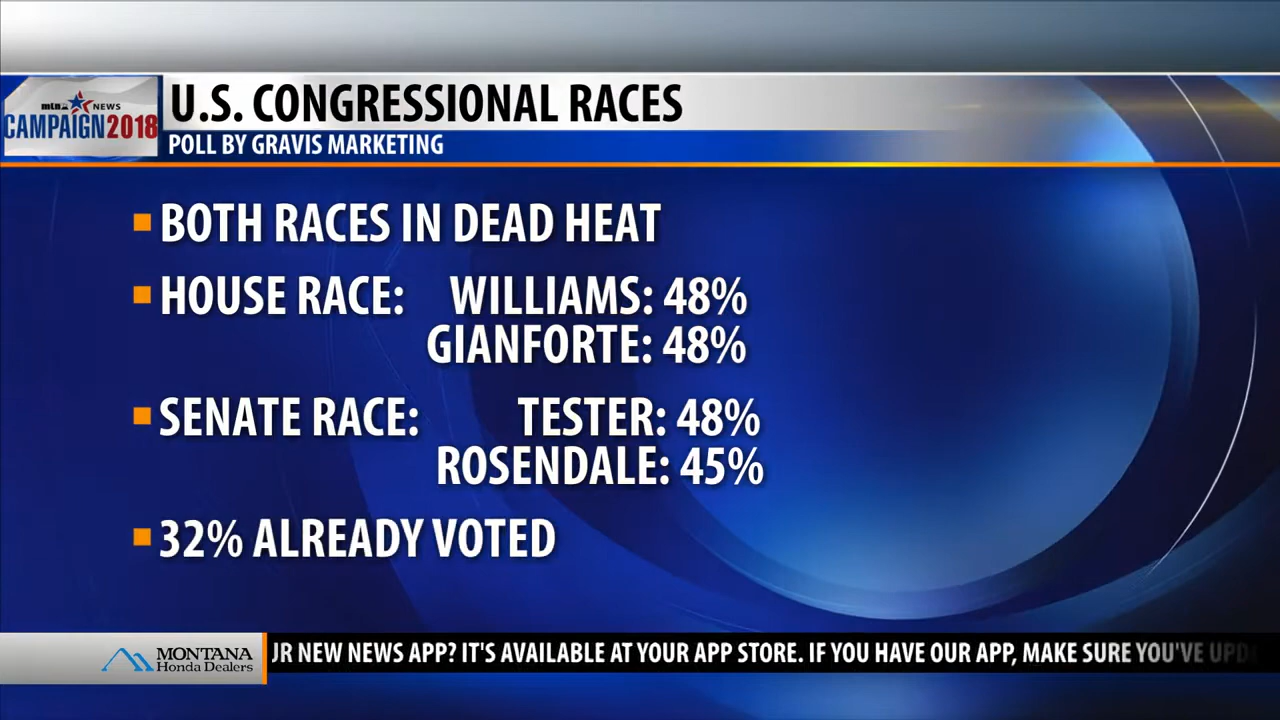 mtn NEWS
CAMPAIGN 2018
U.S. CONGRESSIONAL RACES
POLL BY GRAVIS MARKETING
BOTH RACES IN DEAD HEAT
HOUSE RACE: WILLIAMS: 48%
GIANFORTE: 48%
SENATE RACE: TESTER: 48%
ROSENDALE: 45%
32% ALREADY VOTED
MONTANA
Honda Dealers
UR NEW NEWS APP? IT'S AVAILABLE AT YOUR APP STORE. IF YOU HAVE OUR APP, MAKE SURE YOU'VE UPD